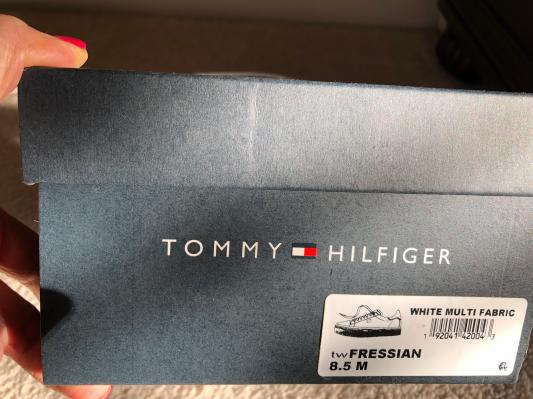 TOMMY HILFIGER
WHITE MULTI FABRIC
1 92041 42004 3
twFRESSIAN
8.5 M